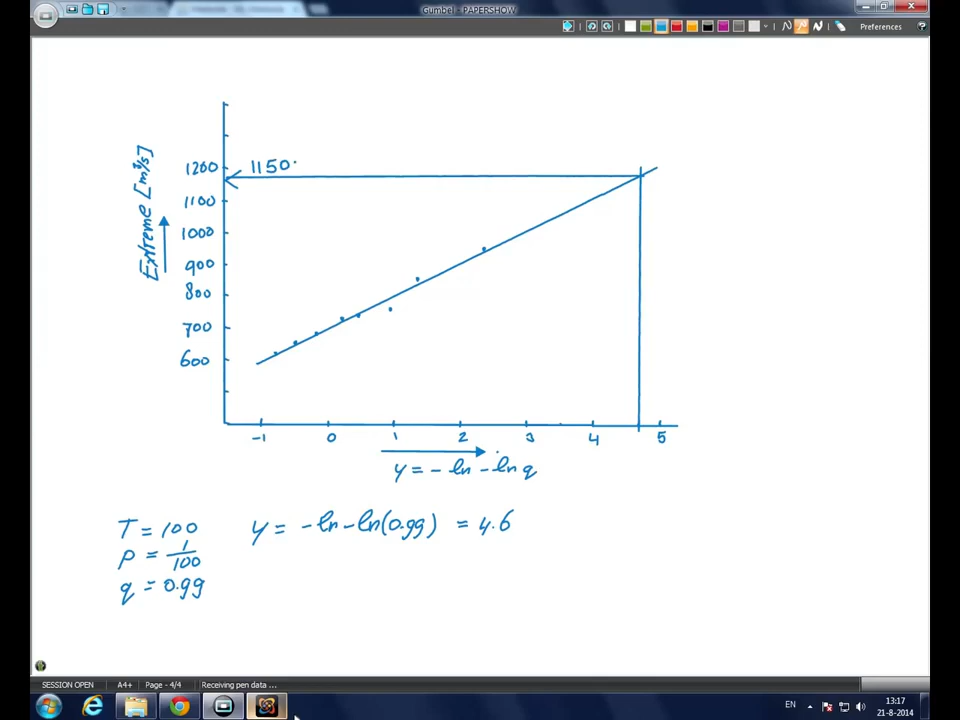 Gumbel - PAPERSHOW
Preferences
Extreme [m³/s]
1200
1100
1000
900
800
700
600
1150
-1 0 1 2 3 4 5
y = - ln - ln q
T = 100
p = 1/100
q = 0.99
y = - ln - ln(0.99) = 4.6
SESSION OPEN A4+ Page - 4/4 Receiving pen data ...
EN 13:17
21-8-2014